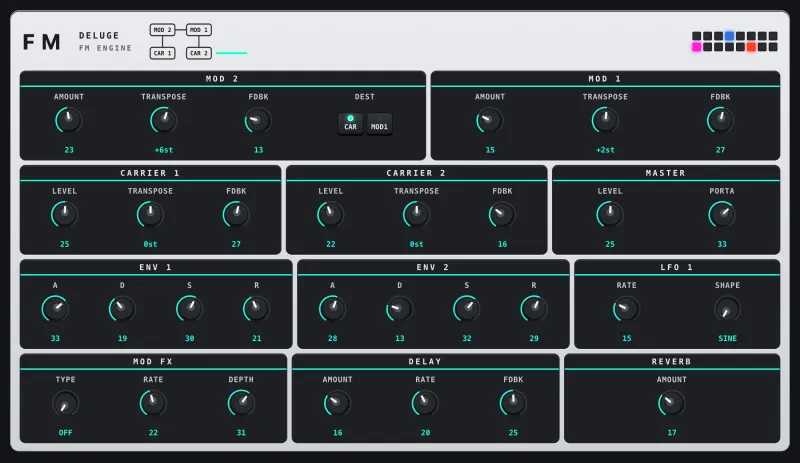 FM
DELUGE
FM ENGINE
MOD 2 MOD 1
CAR 1 CAR 2
MOD 2
AMOUNT TRANSPOSE FDBK DEST
CAR MOD1
23 +6st 13
MOD 1
AMOUNT TRANSPOSE FDBK
15 +2st 27
CARRIER 1
LEVEL TRANSPOSE FDBK
25 0st 27
CARRIER 2
LEVEL TRANSPOSE FDBK
22 0st 16
MASTER
LEVEL PORTA
25 33
ENV 1
A D S R
33 19 30 21
ENV 2
A D S R
28 13 32 29
LFO 1
RATE SHAPE
15 SINE
MOD FX
TYPE RATE DEPTH
OFF 22 31
DELAY
AMOUNT RATE FDBK
16 20 25
REVERB
AMOUNT
17